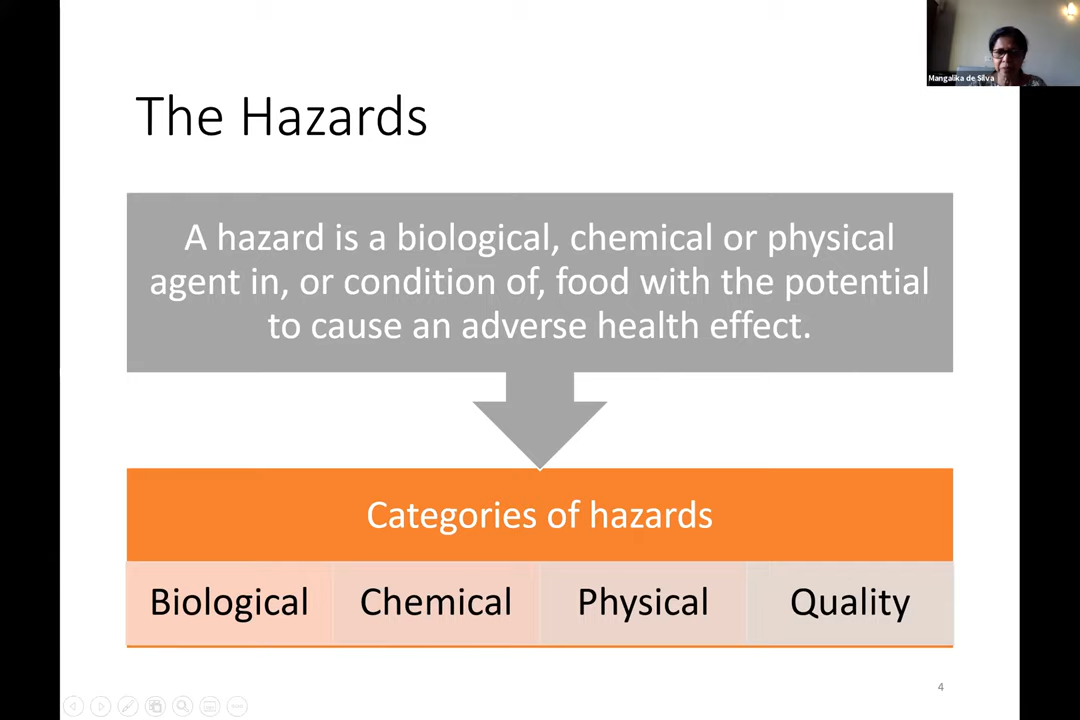 Mangalika de Silva
The Hazards
A hazard is a biological, chemical or physical
agent in, or condition of, food with the potential
to cause an adverse health effect.
Categories of hazards
Biological
Chemical
Physical
Quality
4